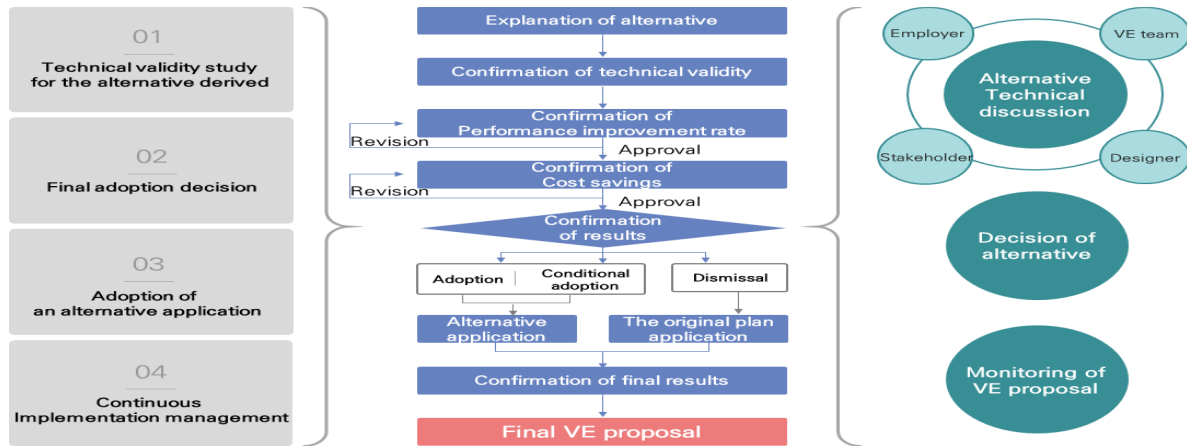 01
Technical validity study
for the alternative derived
02
Final adoption decision
03
Adoption of
an alternative application
04
Continuous
Implementation management
Explanation of alternative
Confirmation of technical validity
Confirmation of
Performance improvement rate
Revision
Approval
Confirmation of
Cost savings
Revision
Approval
Confirmation
of results
Adoption
Conditional
adoption
Dismissal
Alternative
application
The original plan
application
Confirmation of final results
Final VE proposal
Employer
VE team
Alternative
Technical
discussion
Stakeholder
Designer
Decision of
alternative
Monitoring of
VE proposal